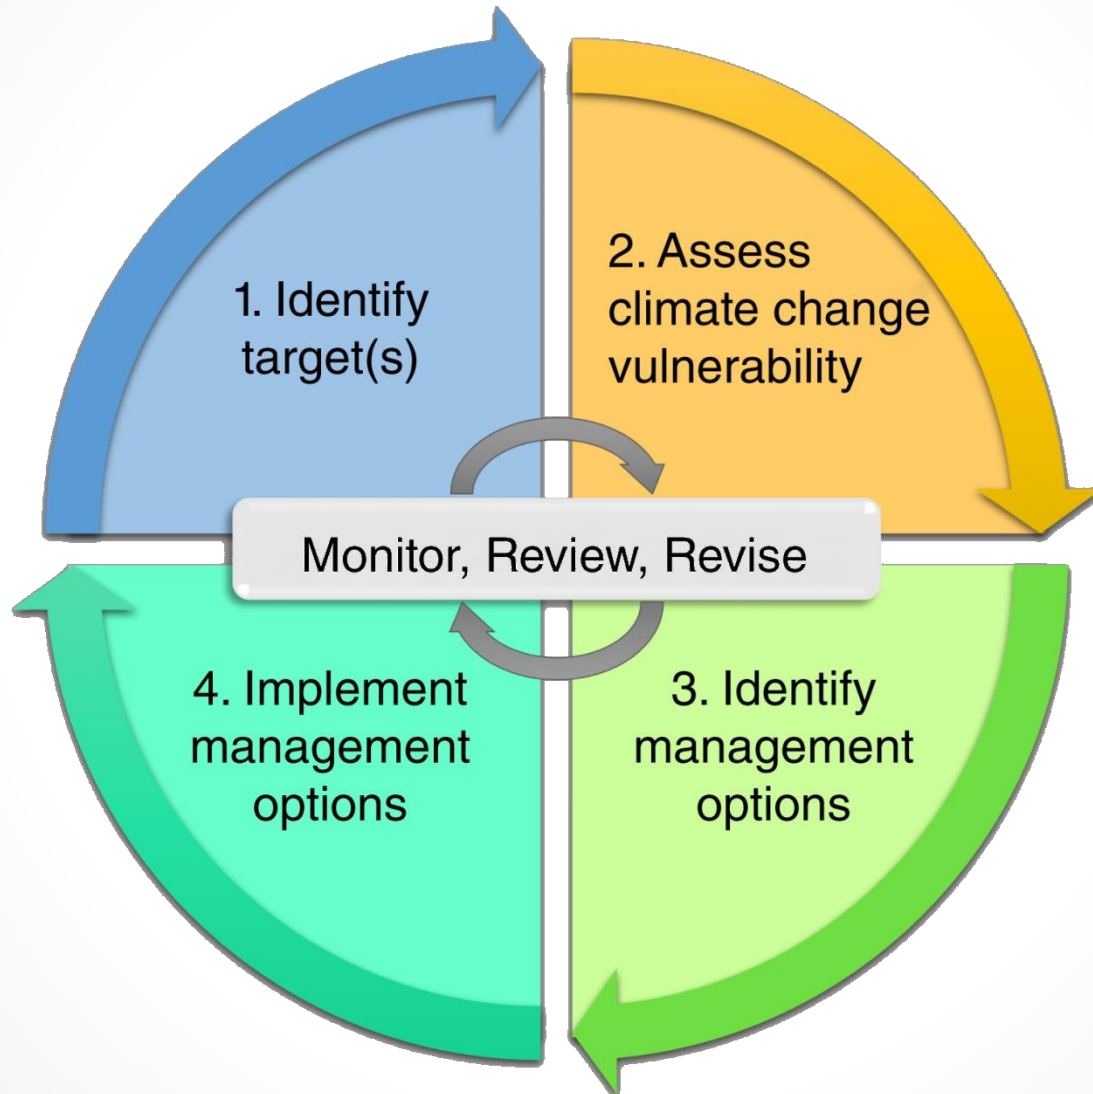 1. Identify
target(s)
2. Assess
climate change
vulnerability
Monitor, Review, Revise
4. Implement
management
options
3. Identify
management
options